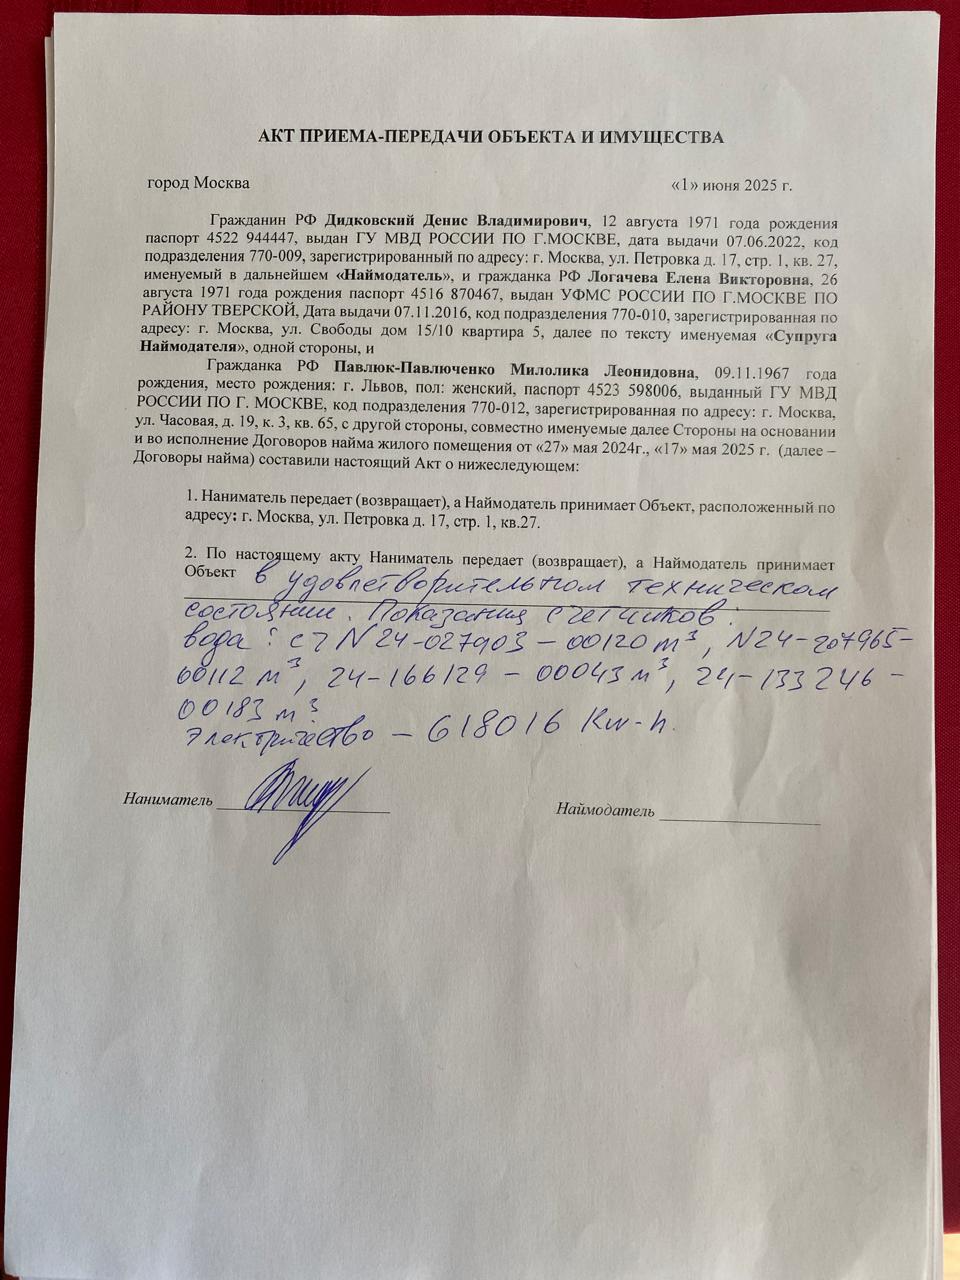 АКТ ПРИЕМА-ПЕРЕДАЧИ ОБЪЕКТА И ИМУЩЕСТВА
город Москва «1» июня 2025 г.
Гражданин РФ Дидковский Денис Владимирович, 12 августа 1971 года рождения
паспорт 4522 944447, выдан ГУ МВД РОССИИ ПО Г.МОСКВЕ, дата выдачи 07.06.2022, код
подразделения 770-009, зарегистрированный по адресу: г. Москва, ул. Петровка д. 17, стр. 1, кв. 27,
именуемый в дальнейшем «Наймодатель», и гражданка РФ Логачева Елена Викторовна, 26
августа 1971 года рождения паспорт 4516 870467, выдан УФМС РОССИИ ПО Г.МОСКВЕ ПО
РАЙОНУ ТВЕРСКОЙ, Дата выдачи 07.11.2016, код подразделения 770-010, зарегистрированная по
адресу: г. Москва, ул. Свободы дом 15/10 квартира 5, далее по тексту именуемая «Супруга
Наймодателя», одной стороны, и
Гражданка РФ Павлюк-Павлюченко Милолика Леонидовна, 09.11.1967 года
рождения, место рождения: г. Львов, пол: женский, паспорт 4523 598006, выданный ГУ МВД
РОССИИ ПО Г. МОСКВЕ, код подразделения 770-012, зарегистрированная по адресу: г. Москва,
ул. Часовая, д. 19, к. 3, кв. 65, с другой стороны, совместно именуемые далее Стороны на основании
и во исполнение Договоров найма жилого помещения от «27» мая 2024г., «17» мая 2025 г. (далее –
Договоры найма) составили настоящий Акт о нижеследующем:
1. Наниматель передает (возвращает), а Наймодатель принимает Объект, расположенный по
адресу: г. Москва, ул. Петровка д. 17, стр. 1, кв.27.
2. По настоящему акту Наниматель передает (возвращает), а Наймодатель принимает
Объект в удовлетворительном техническом
состоянии. Показания счетчиков:
вода: сч N24-027903 – 00120 m³, N24-207965-
00112 m³, 24-166129 – 00043 m³, 24-133246 –
00183 m³
Электричество – 618016 Kw-h.
Наниматель Наймодатель